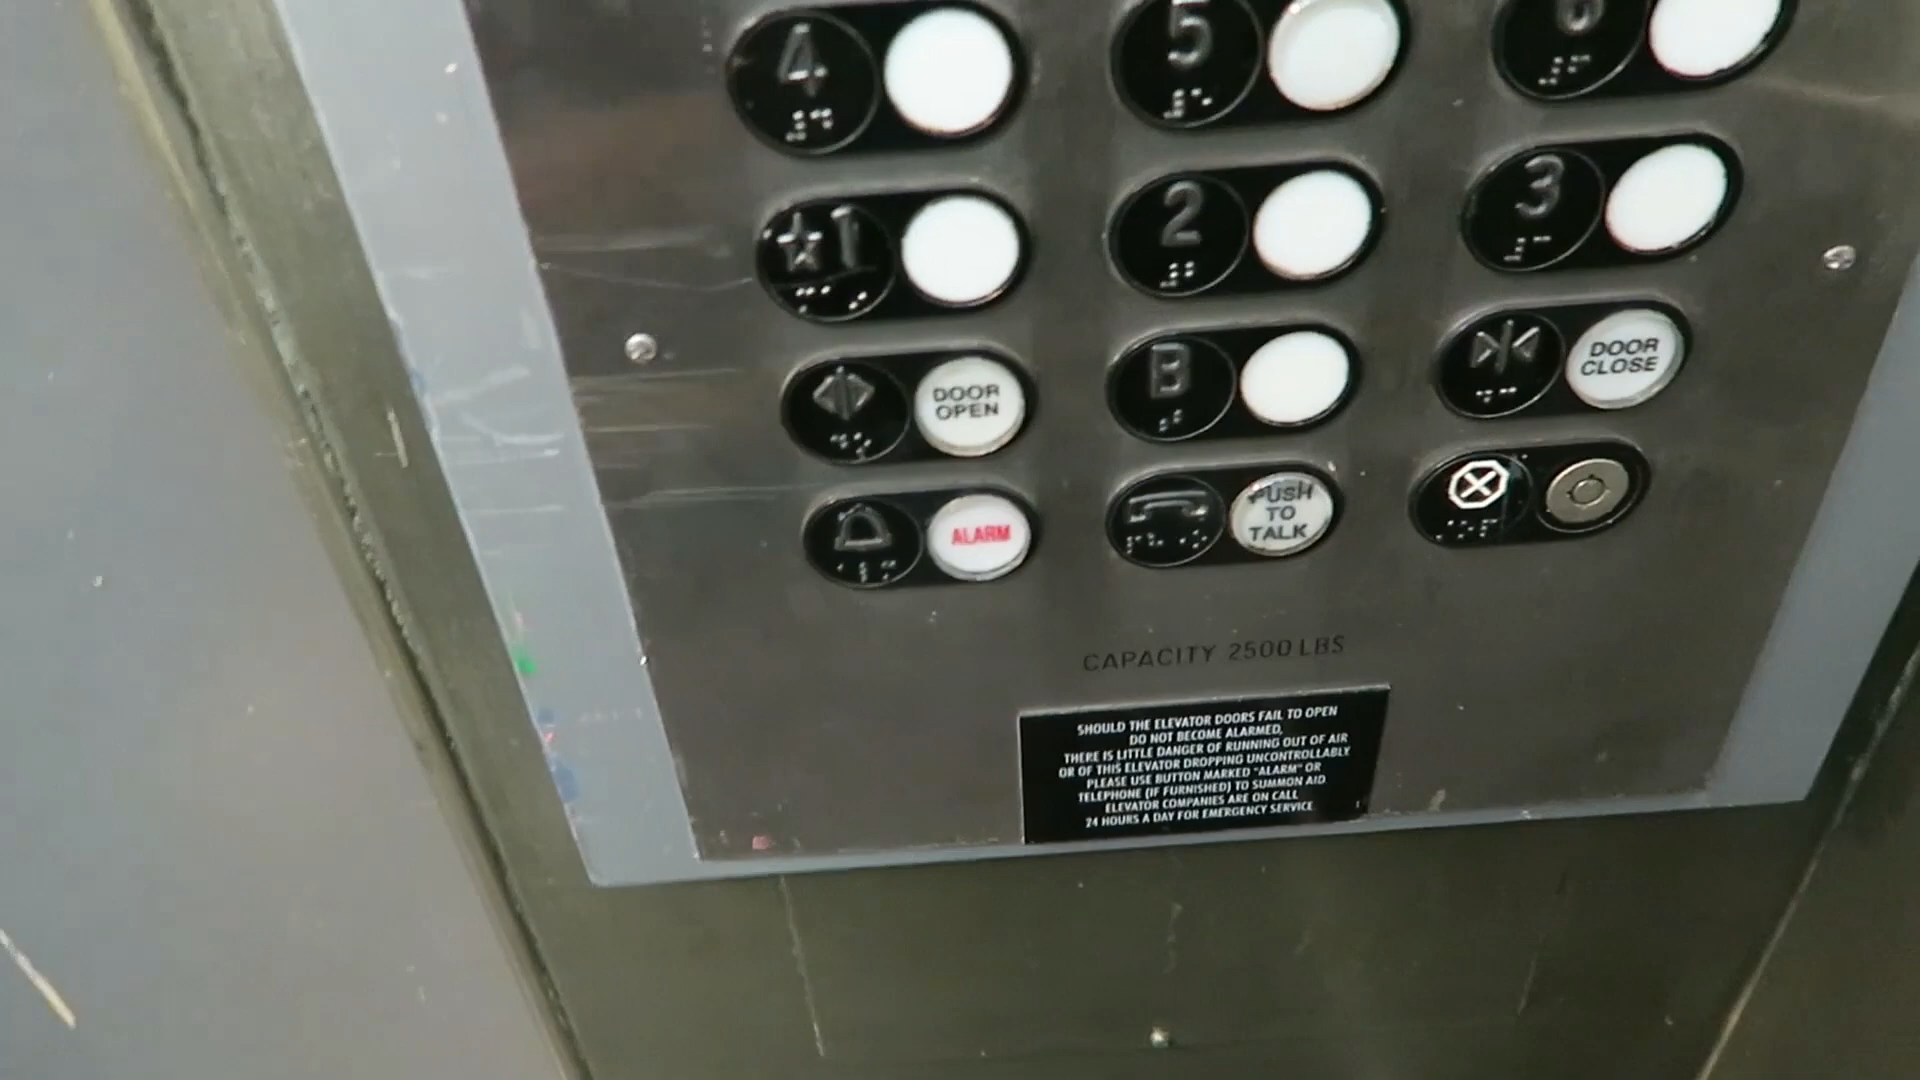 4 5 6
★1 2 3
DOOR
OPEN
B
DOOR
CLOSE
ALARM
PUSH
TO
TALK
CAPACITY 2500 LBS
SHOULD THE ELEVATOR DOORS FAIL TO OPEN
DO NOT BECOME ALARMED,
THERE IS LITTLE DANGER OF RUNNING OUT OF AIR
OR OF THIS ELEVATOR DROPPING UNCONTROLLABLY
PLEASE USE BUTTON MARKED "ALARM" OR
TELEPHONE (IF FURNISHED) TO SUMMON AID
ELEVATOR COMPANIES ARE ON CALL
24 HOURS A DAY FOR EMERGENCY SERVICE